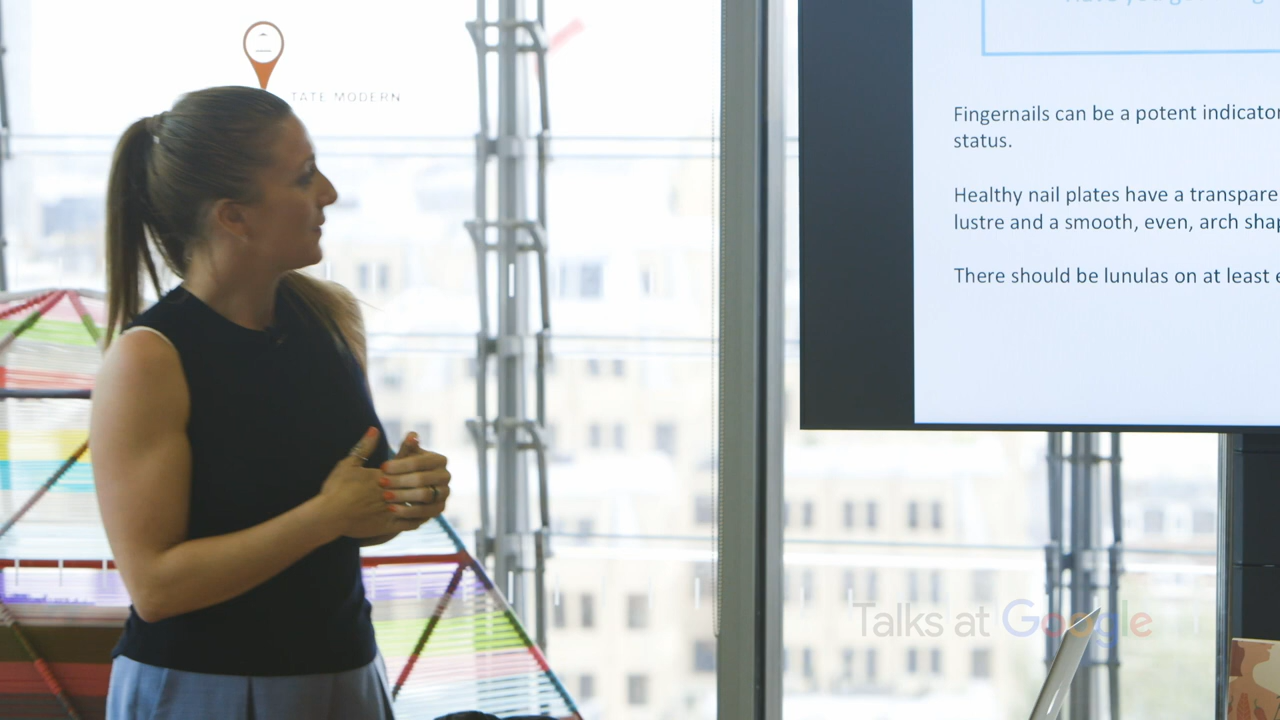 TATE MODERN
Fingernails can be a potent indicator
status.
Healthy nail plates have a transpare
lustre and a smooth, even, arch shap
There should be lunulas on at least e
Talks at Google